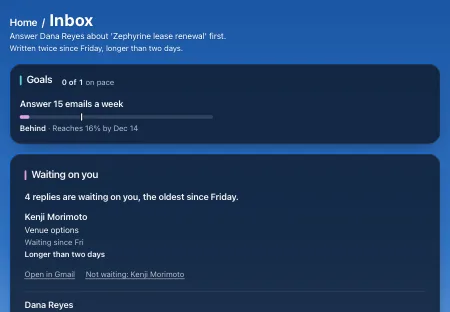 Home / Inbox
Answer Dana Reyes about 'Zephyrine lease renewal' first.
Written twice since Friday, longer than two days.
Goals 0 of 1 on pace
Answer 15 emails a week
Behind · Reaches 16% by Dec 14
Waiting on you
4 replies are waiting on you, the oldest since Friday.
Kenji Morimoto
Venue options
Waiting since Fri
Longer than two days
Open in Gmail Not waiting: Kenji Morimoto
Dana Reyes